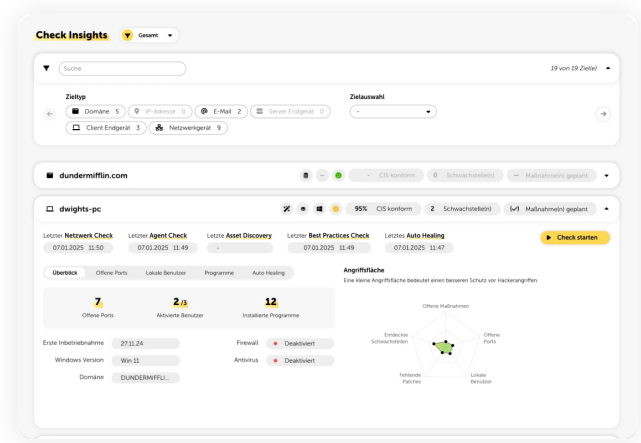 Check Insights Gesamt
Suche 19 von 19 Ziel(e)
Zieltyp Zielauswahl
Domäne 5 IP-Adresse 0 E-Mail 2 Server Endgerät 0 -
Client Endgerät 3 Netzwerkgerät 9
dundermifflin.com - - CIS konform 0 Schwachstelle(n) - Maßnahme(n) geplant
dwights-pc 95% CIS konform 2 Schwachstelle(n) Maßnahme(n) geplant
Letzter Netzwerk Check Letzter Agent Check Letzte Asset Discovery Letzter Best Practices Check Letztes Auto Healing
07.01.2025 11:50 07.01.2025 11:49 - 07.01.2025 11:49 07.01.2025 11:47
Check starten
Überblick Offene Ports Lokale Benutzer Programme Auto Healing
Angriffsfläche
Eine kleine Angriffsfläche bedeutet einen besseren Schutz vor Hackerangriffen.
7 2 /3 12
Offene Ports Aktivierte Benutzer Installierte Programme
Erste Inbetriebnahme 27.11.24 Firewall Deaktiviert
Windows Version Win 11 Antivirus Deaktiviert
Domäne DUNDERMIFFLI...
Offene Maßnahmen
Entdeckte Schwachstellen
Offene Ports
Fehlende Patches
Lokale Benutzer